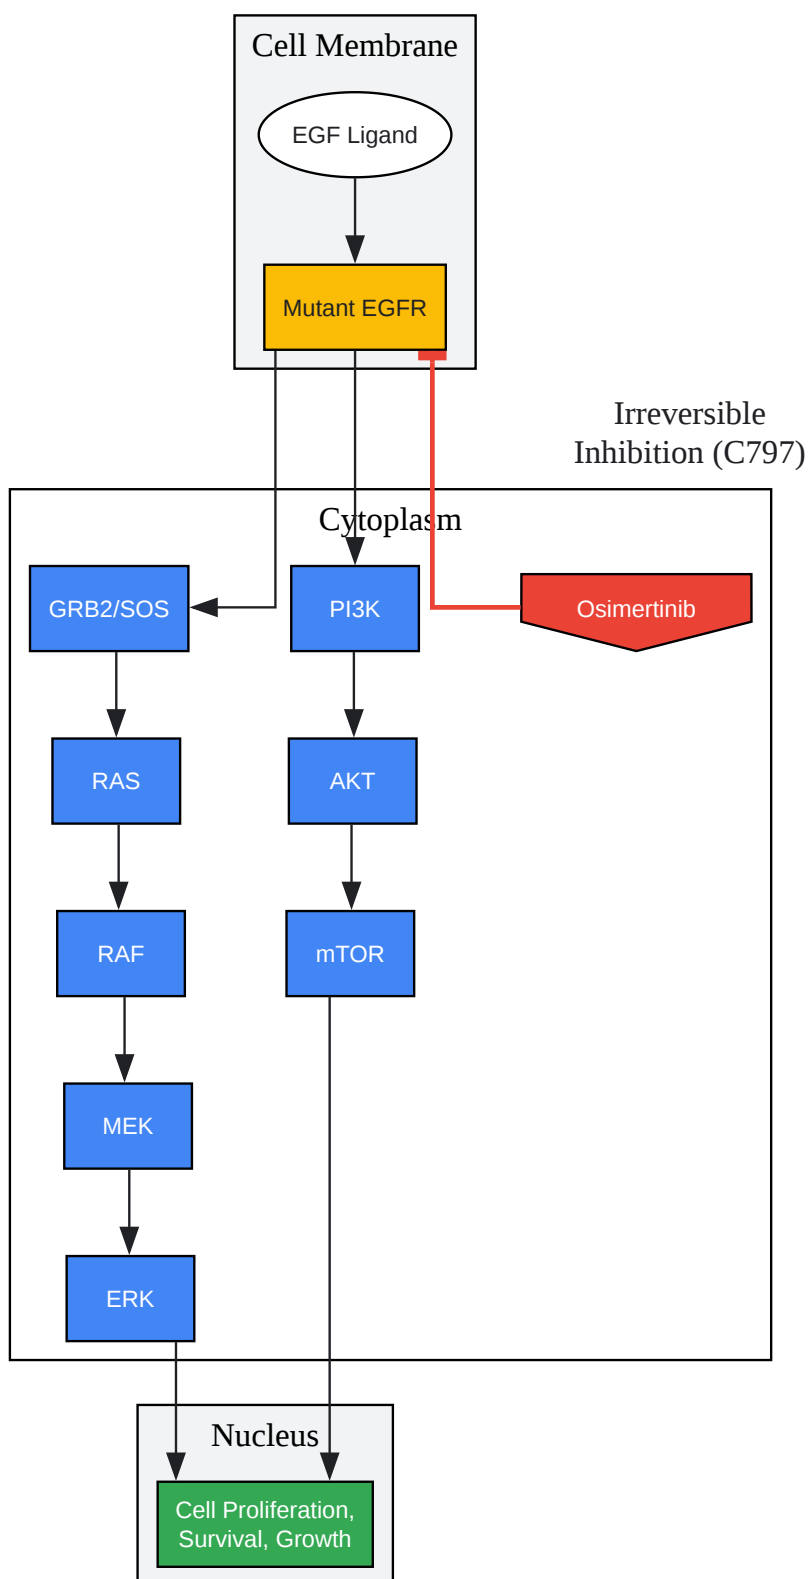 Cell Membrane
EGF Ligand
Mutant EGFR
Irreversible
Inhibition (C797)
Cytoplasm
GRB2/SOS
PI3K
Osimertinib
RAS
AKT
RAF
mTOR
MEK
ERK
Nucleus
Cell Proliferation,
Survival, Growth